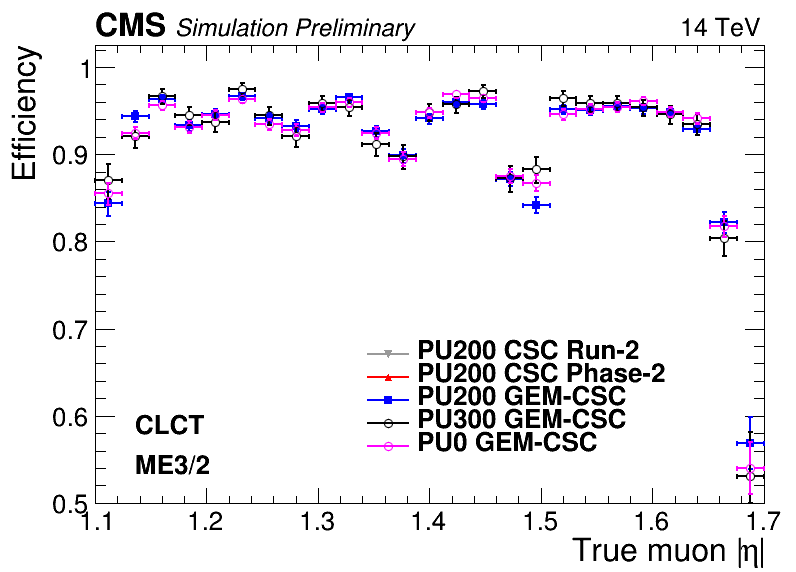 CMS Simulation Preliminary 14 TeV
Efficiency
1
0.9
0.8
0.7
0.6
0.5
PU200 CSC Run-2
PU200 CSC Phase-2
PU200 GEM-CSC
PU300 GEM-CSC
PU0 GEM-CSC
CLCT
ME3/2
1.1 1.2 1.3 1.4 1.5 1.6 1.7
True muon |η|